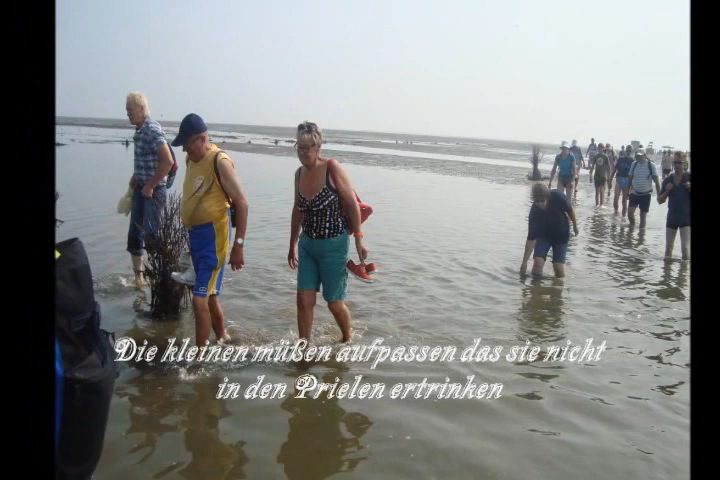 Die kleinen müßen aufpassen das sie nicht
in den Prielen ertrinken